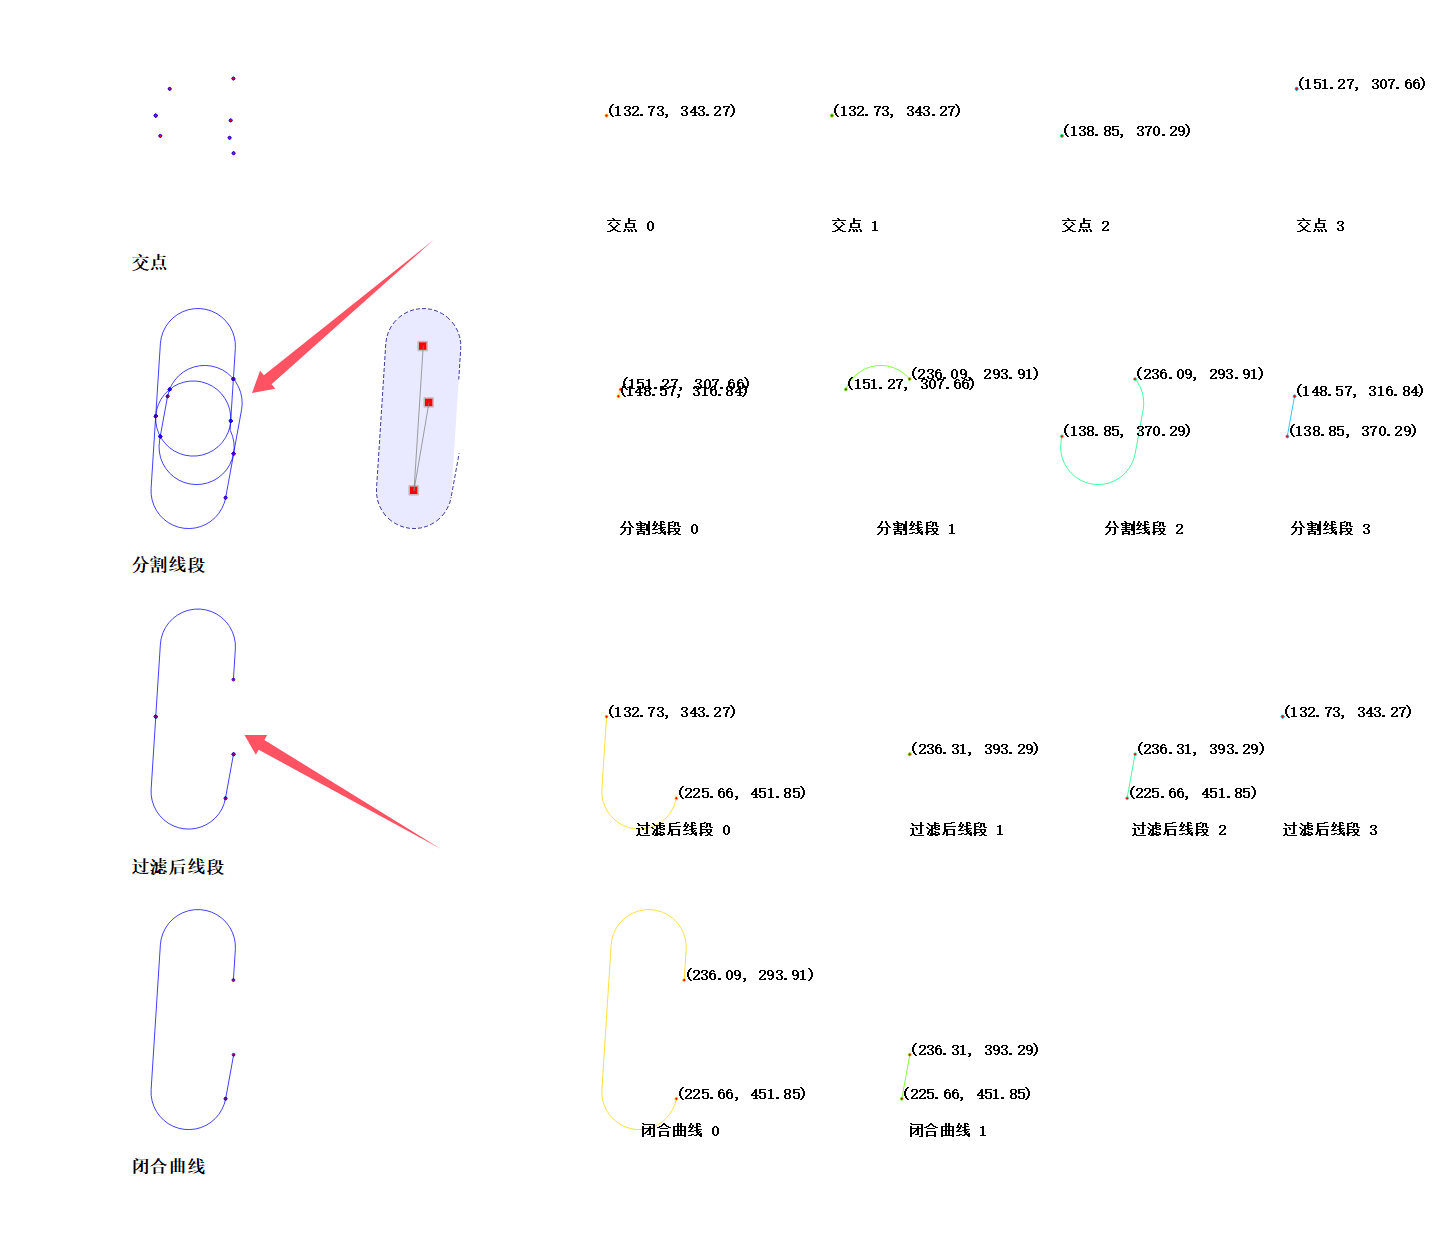 (151.27, 307.66)
(132.73, 343.27)
(132.73, 343.27)
(138.85, 370.29)
交点 0
交点 1
交点 2
交点 3
交点
(236.09, 293.91)
(236.09, 293.91)
(151.27, 307.66)
(151.27, 307.66)
(148.57, 316.84)
(148.57, 316.84)
(138.85, 370.29)
(138.85, 370.29)
分割线段 0
分割线段 1
分割线段 2
分割线段 3
分割线段
(132.73, 343.27)
(132.73, 343.27)
(236.31, 393.29)
(236.31, 393.29)
(225.66, 451.85)
(225.66, 451.85)
过滤后线段 0
过滤后线段 1
过滤后线段 2
过滤后线段 3
过滤后线段
(236.09, 293.91)
(236.31, 393.29)
(225.66, 451.85)
(225.66, 451.85)
闭合曲线 0
闭合曲线 1
闭合曲线